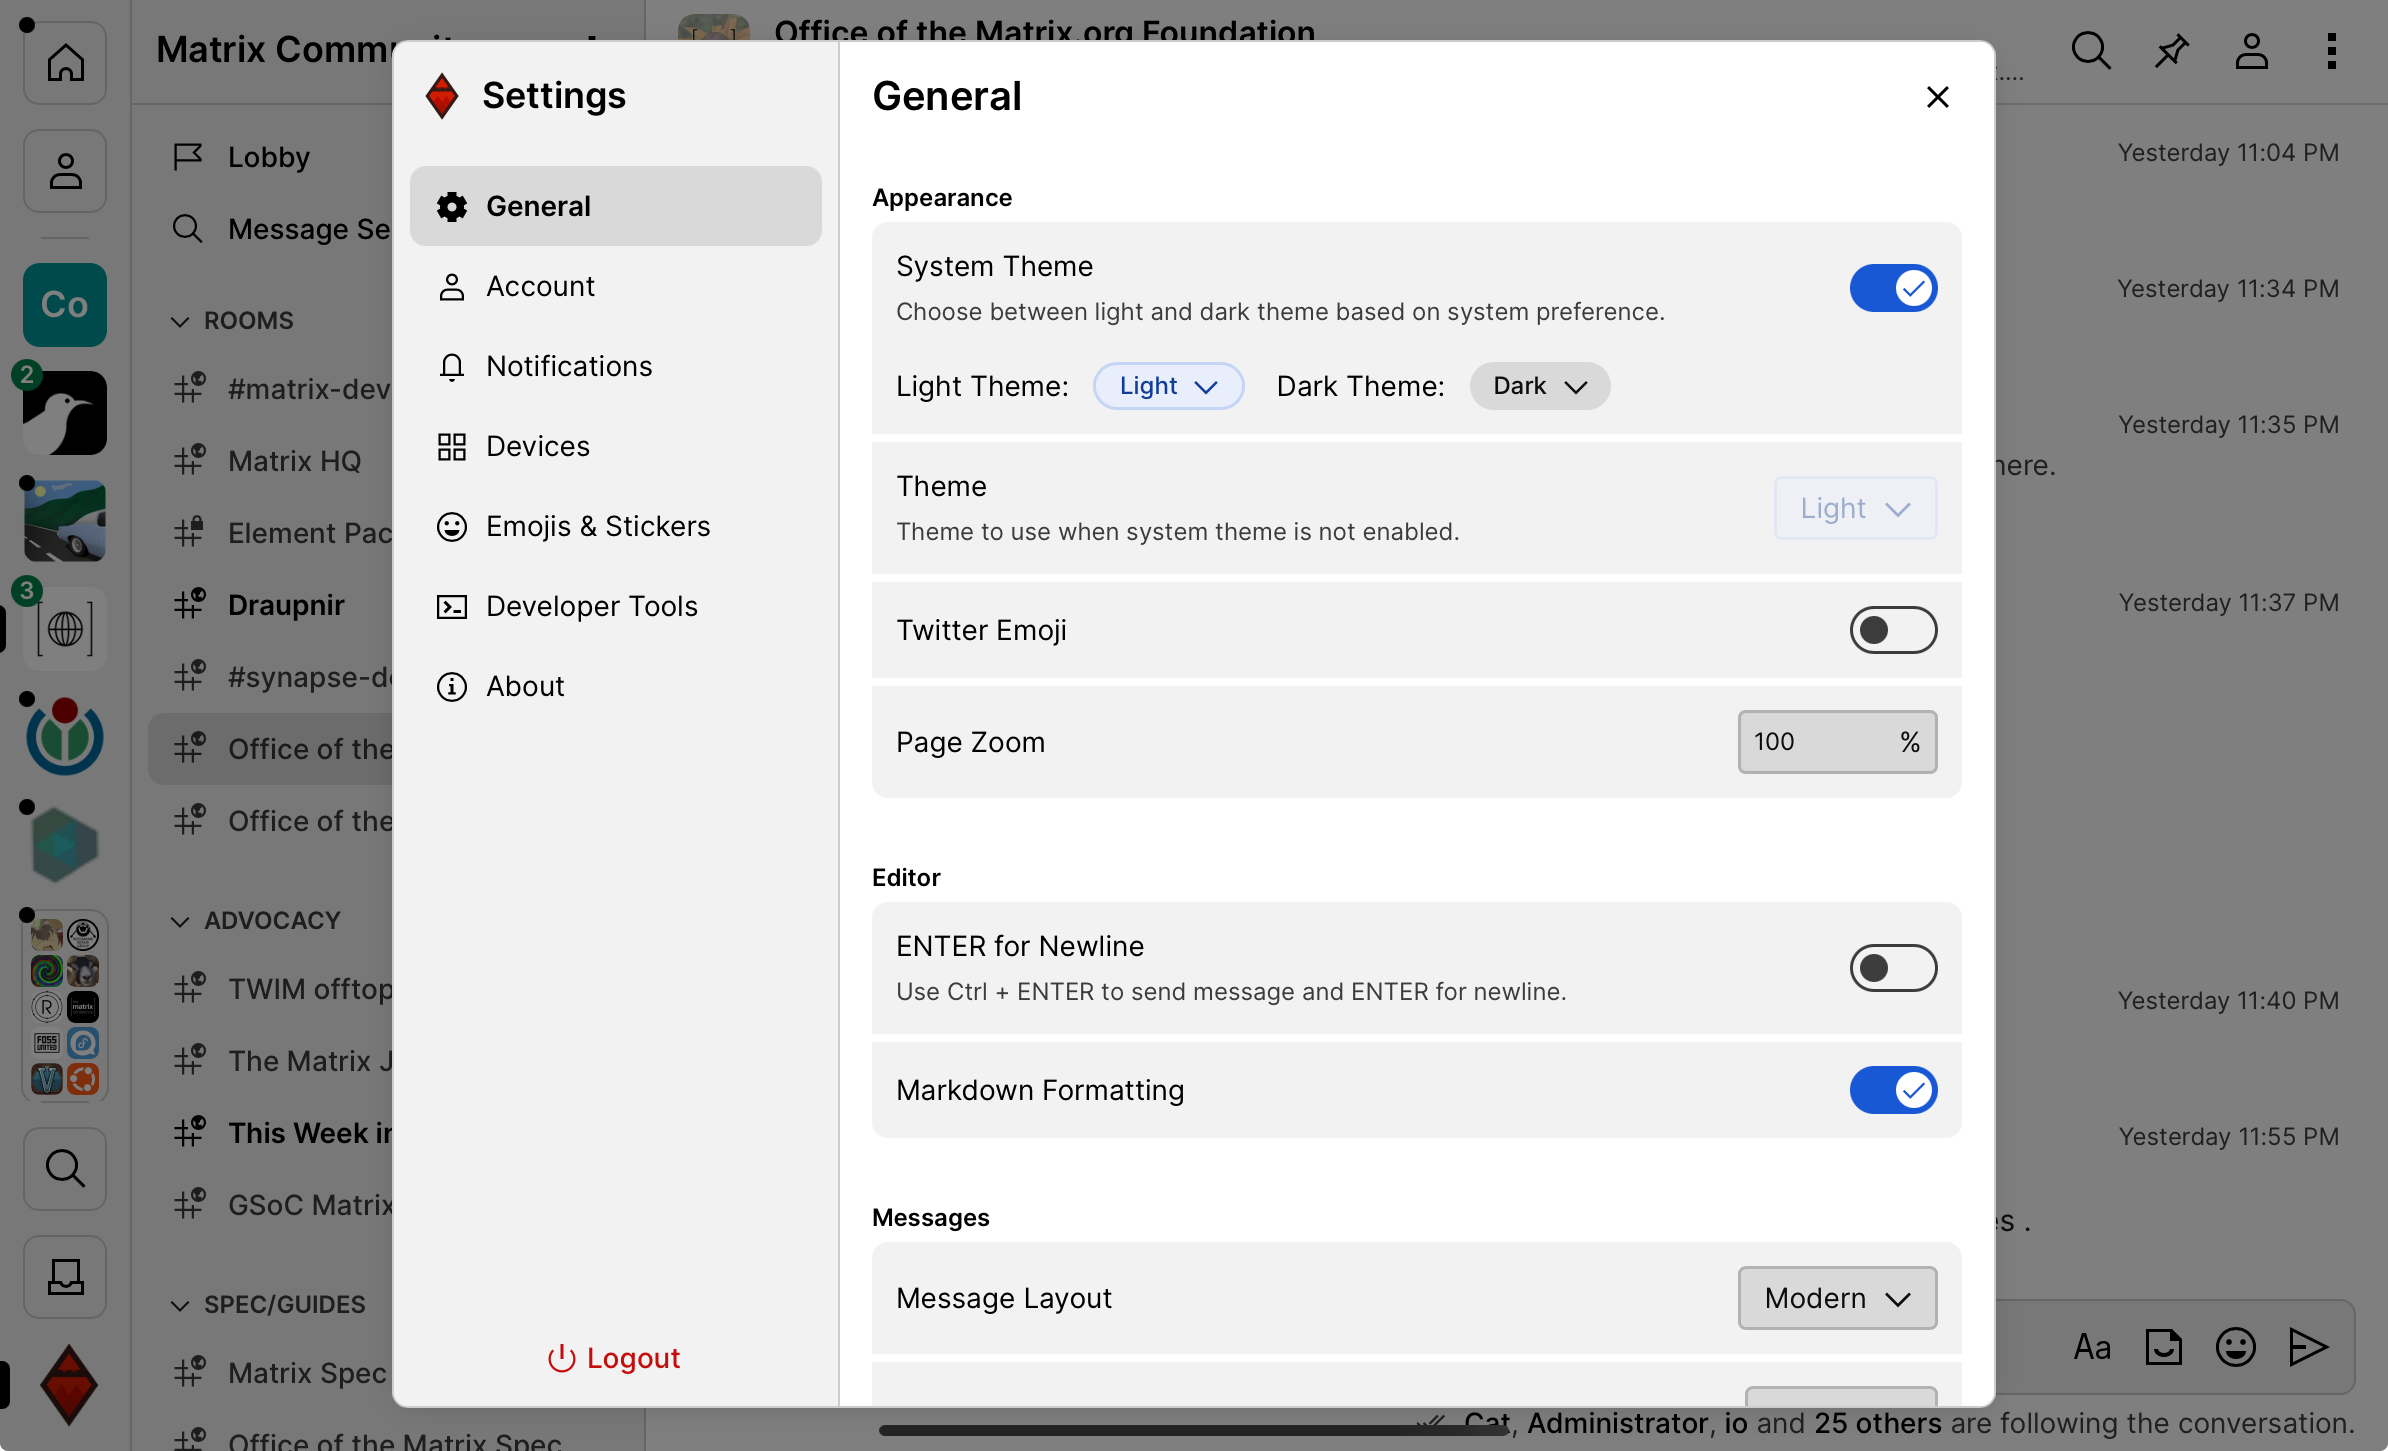 Matrix Comm
Lobby
Message Se
Co
2
3
ROOMS
#matrix-dev
Matrix HQ
Element Pac
Draupnir
#synapse-d
Office of the
Office of the
ADVOCACY
TWIM offtop
The Matrix J
This Week in
GSoC Matrix
SPEC/GUIDES
Matrix Spec
Office of the Matrix Spec
FOSS
UNITED
Office of the Matrix.org Foundation
Settings
General
Account
Notifications
Devices
Emojis & Stickers
Developer Tools
About
Logout
General
Appearance
System Theme
Choose between light and dark theme based on system preference.
Light Theme: Light Dark Theme: Dark
Theme
Theme to use when system theme is not enabled.
Light
Twitter Emoji
Page Zoom
100 %
Editor
ENTER for Newline
Use Ctrl + ENTER to send message and ENTER for newline.
Markdown Formatting
Messages
Message Layout
Modern
Yesterday 11:04 PM
Yesterday 11:34 PM
Yesterday 11:35 PM
here.
Yesterday 11:37 PM
Yesterday 11:40 PM
Yesterday 11:55 PM
es .
Aa
Cat, Administrator, io and 25 others are following the conversation.